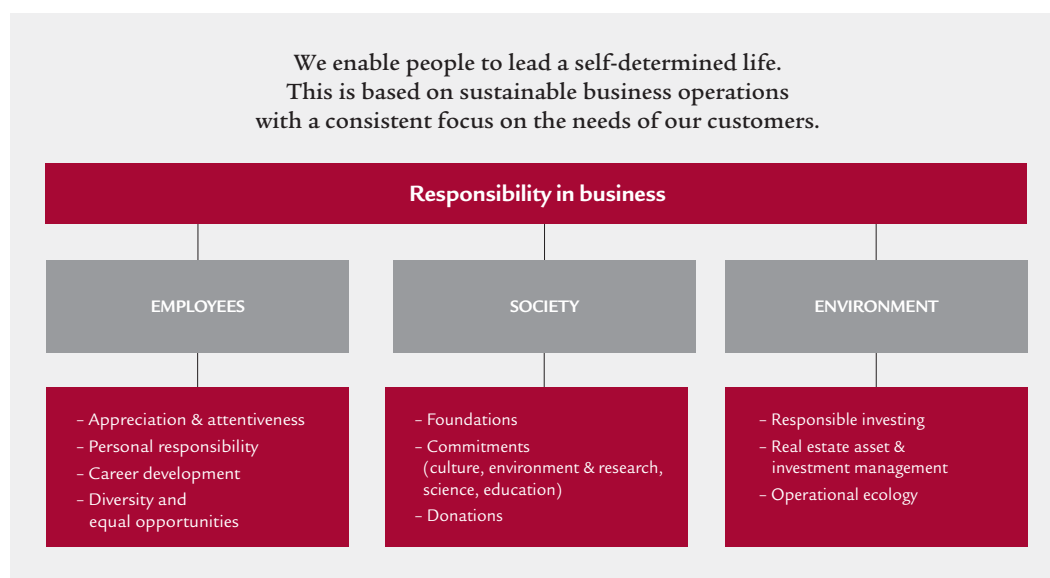 We enable people to lead a self-determined life.
This is based on sustainable business operations
with a consistent focus on the needs of our customers.
Responsibility in business
EMPLOYEES
– Appreciation & attentiveness
– Personal responsibility
– Career development
– Diversity and
equal opportunities
SOCIETY
– Foundations
– Commitments
(culture, environment & research,
science, education)
– Donations
ENVIRONMENT
– Responsible investing
– Real estate asset &
investment management
– Operational ecology